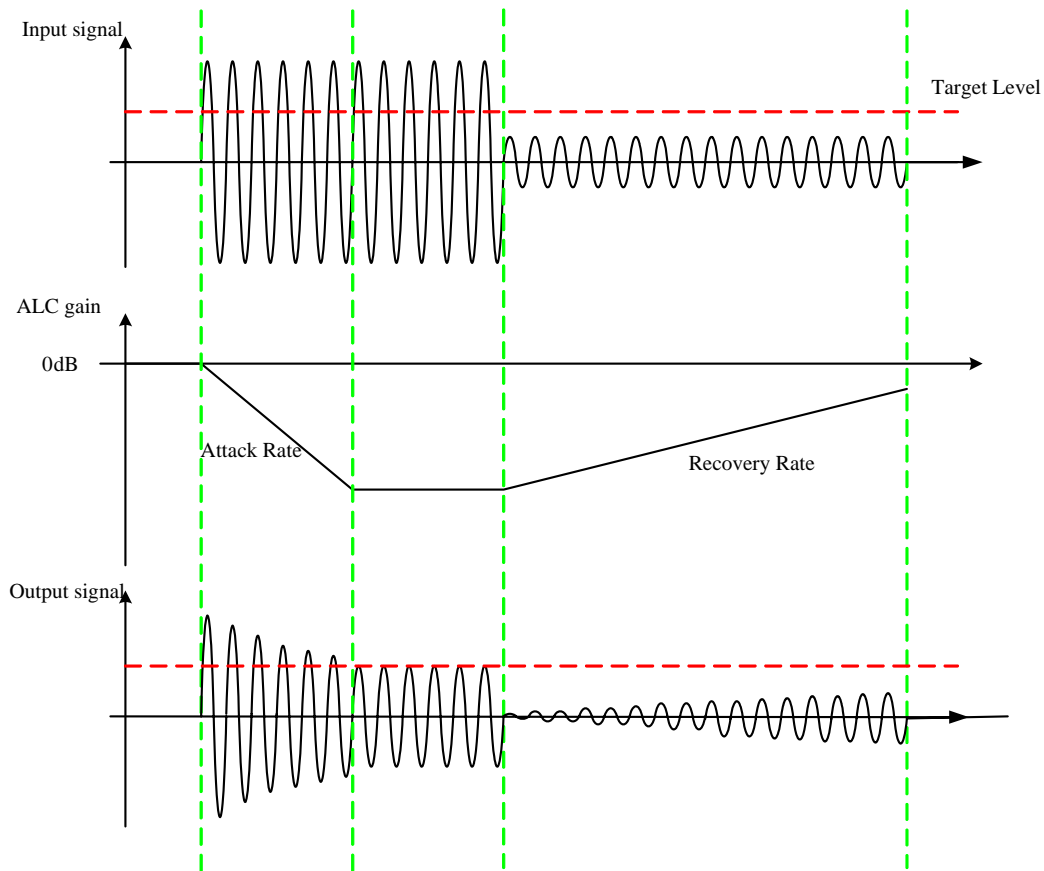 Input signal
Target Level
ALC gain
0dB
Attack Rate
Recovery Rate
Output signal